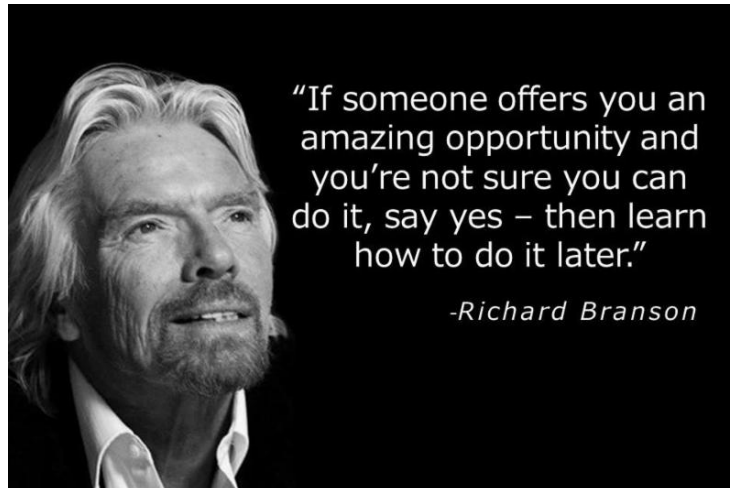 “If someone offers you an
amazing opportunity and
you’re not sure you can
do it, say yes – then learn
how to do it later.”
-Richard Branson